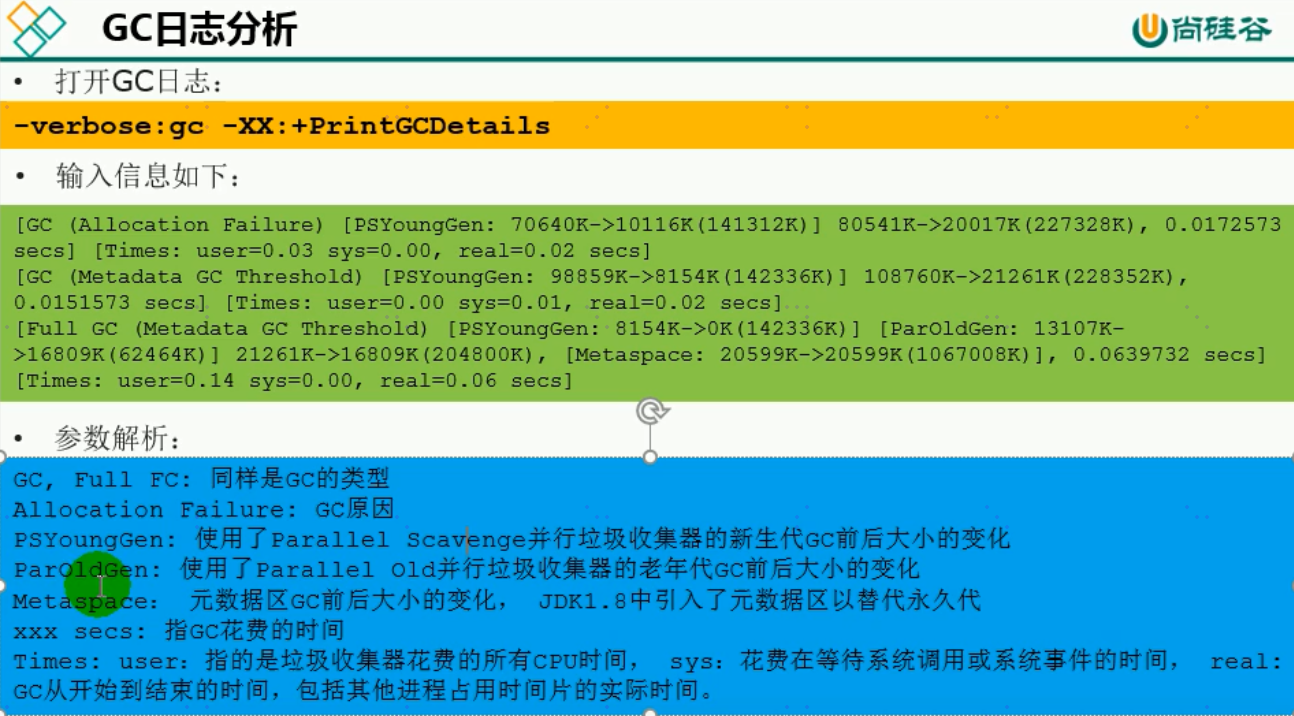 GC日志分析
尚硅谷
• 打开GC日志：
-verbose:gc -XX:+PrintGCDetails
• 输入信息如下：
[GC (Allocation Failure) [PSYoungGen: 70640K->10116K(141312K)] 80541K->20017K(227328K), 0.0172573
secs] [Times: user=0.03 sys=0.00, real=0.02 secs]
[GC (Metadata GC Threshold) [PSYoungGen: 98859K->8154K(142336K)] 108760K->21261K(228352K),
0.0151573 secs] [Times: user=0.00 sys=0.01, real=0.02 secs]
[Full GC (Metadata GC Threshold) [PSYoungGen: 8154K->0K(142336K)] [ParOldGen: 13107K-
>16809K(62464K)] 21261K->16809K(204800K), [Metaspace: 20599K->20599K(1067008K)], 0.0639732 secs]
[Times: user=0.14 sys=0.00, real=0.06 secs]
• 参数解析：
GC, Full FC: 同样是GC的类型
Allocation Failure: GC原因
PSYoungGen: 使用了Parallel Scavenge并行垃圾收集器的新生代GC前后大小的变化
ParOldGen: 使用了Parallel Old并行垃圾收集器的老年代GC前后大小的变化
Metaspace: 元数据区GC前后大小的变化, JDK1.8中引入了元数据区以替代永久代
xxx secs: 指GC花费的时间
Times: user: 指的是垃圾收集器花费的所有CPU时间, sys: 花费在等待系统调用或系统事件的时间, real:
GC从开始到结束的时间，包括其他进程占用时间片的实际时间。